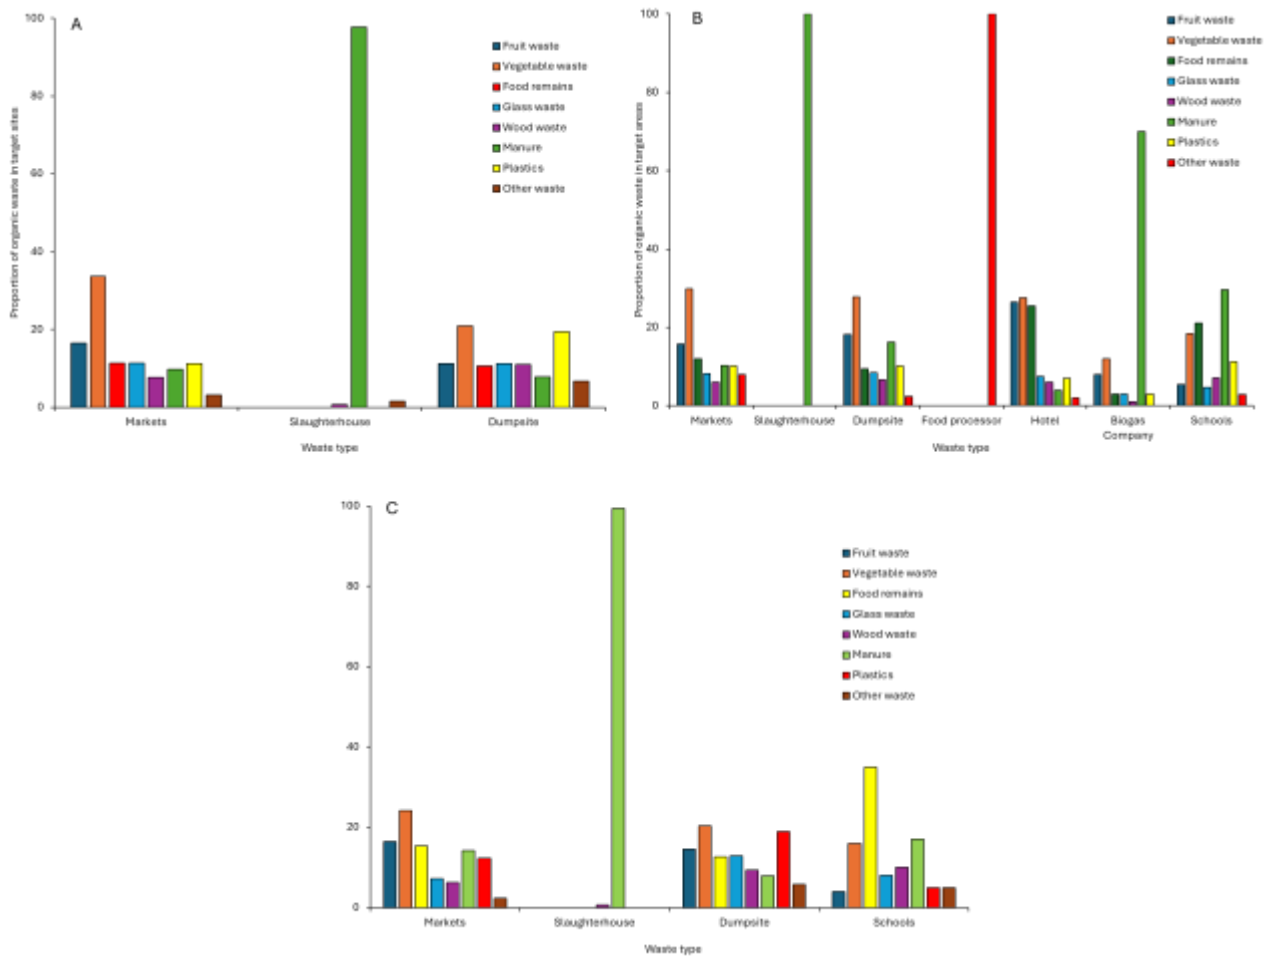 A
Proportion of organic waste in target sites
100
80
60
40
20
0
Fruit waste
Vegetable waste
Food remains
Glass waste
Wood waste
Manure
Plastics
Other waste
Markets
Slaughterhouse
Dumpsite
Waste type
B
Proportion of organic waste in target areas
100
80
60
40
20
0
Fruit waste
Vegetable waste
Food remains
Glass waste
Wood waste
Manure
Plastics
Other waste
Markets
Slaughterhouse
Dumpsite
Food processor
Hotel
Biogas
Company
Schools
Waste type
C
100
80
60
40
20
0
Fruit waste
Vegetable waste
Food remains
Glass waste
Wood waste
Manure
Plastics
Other waste
Markets
Slaughterhouse
Dumpsite
Schools
Waste type